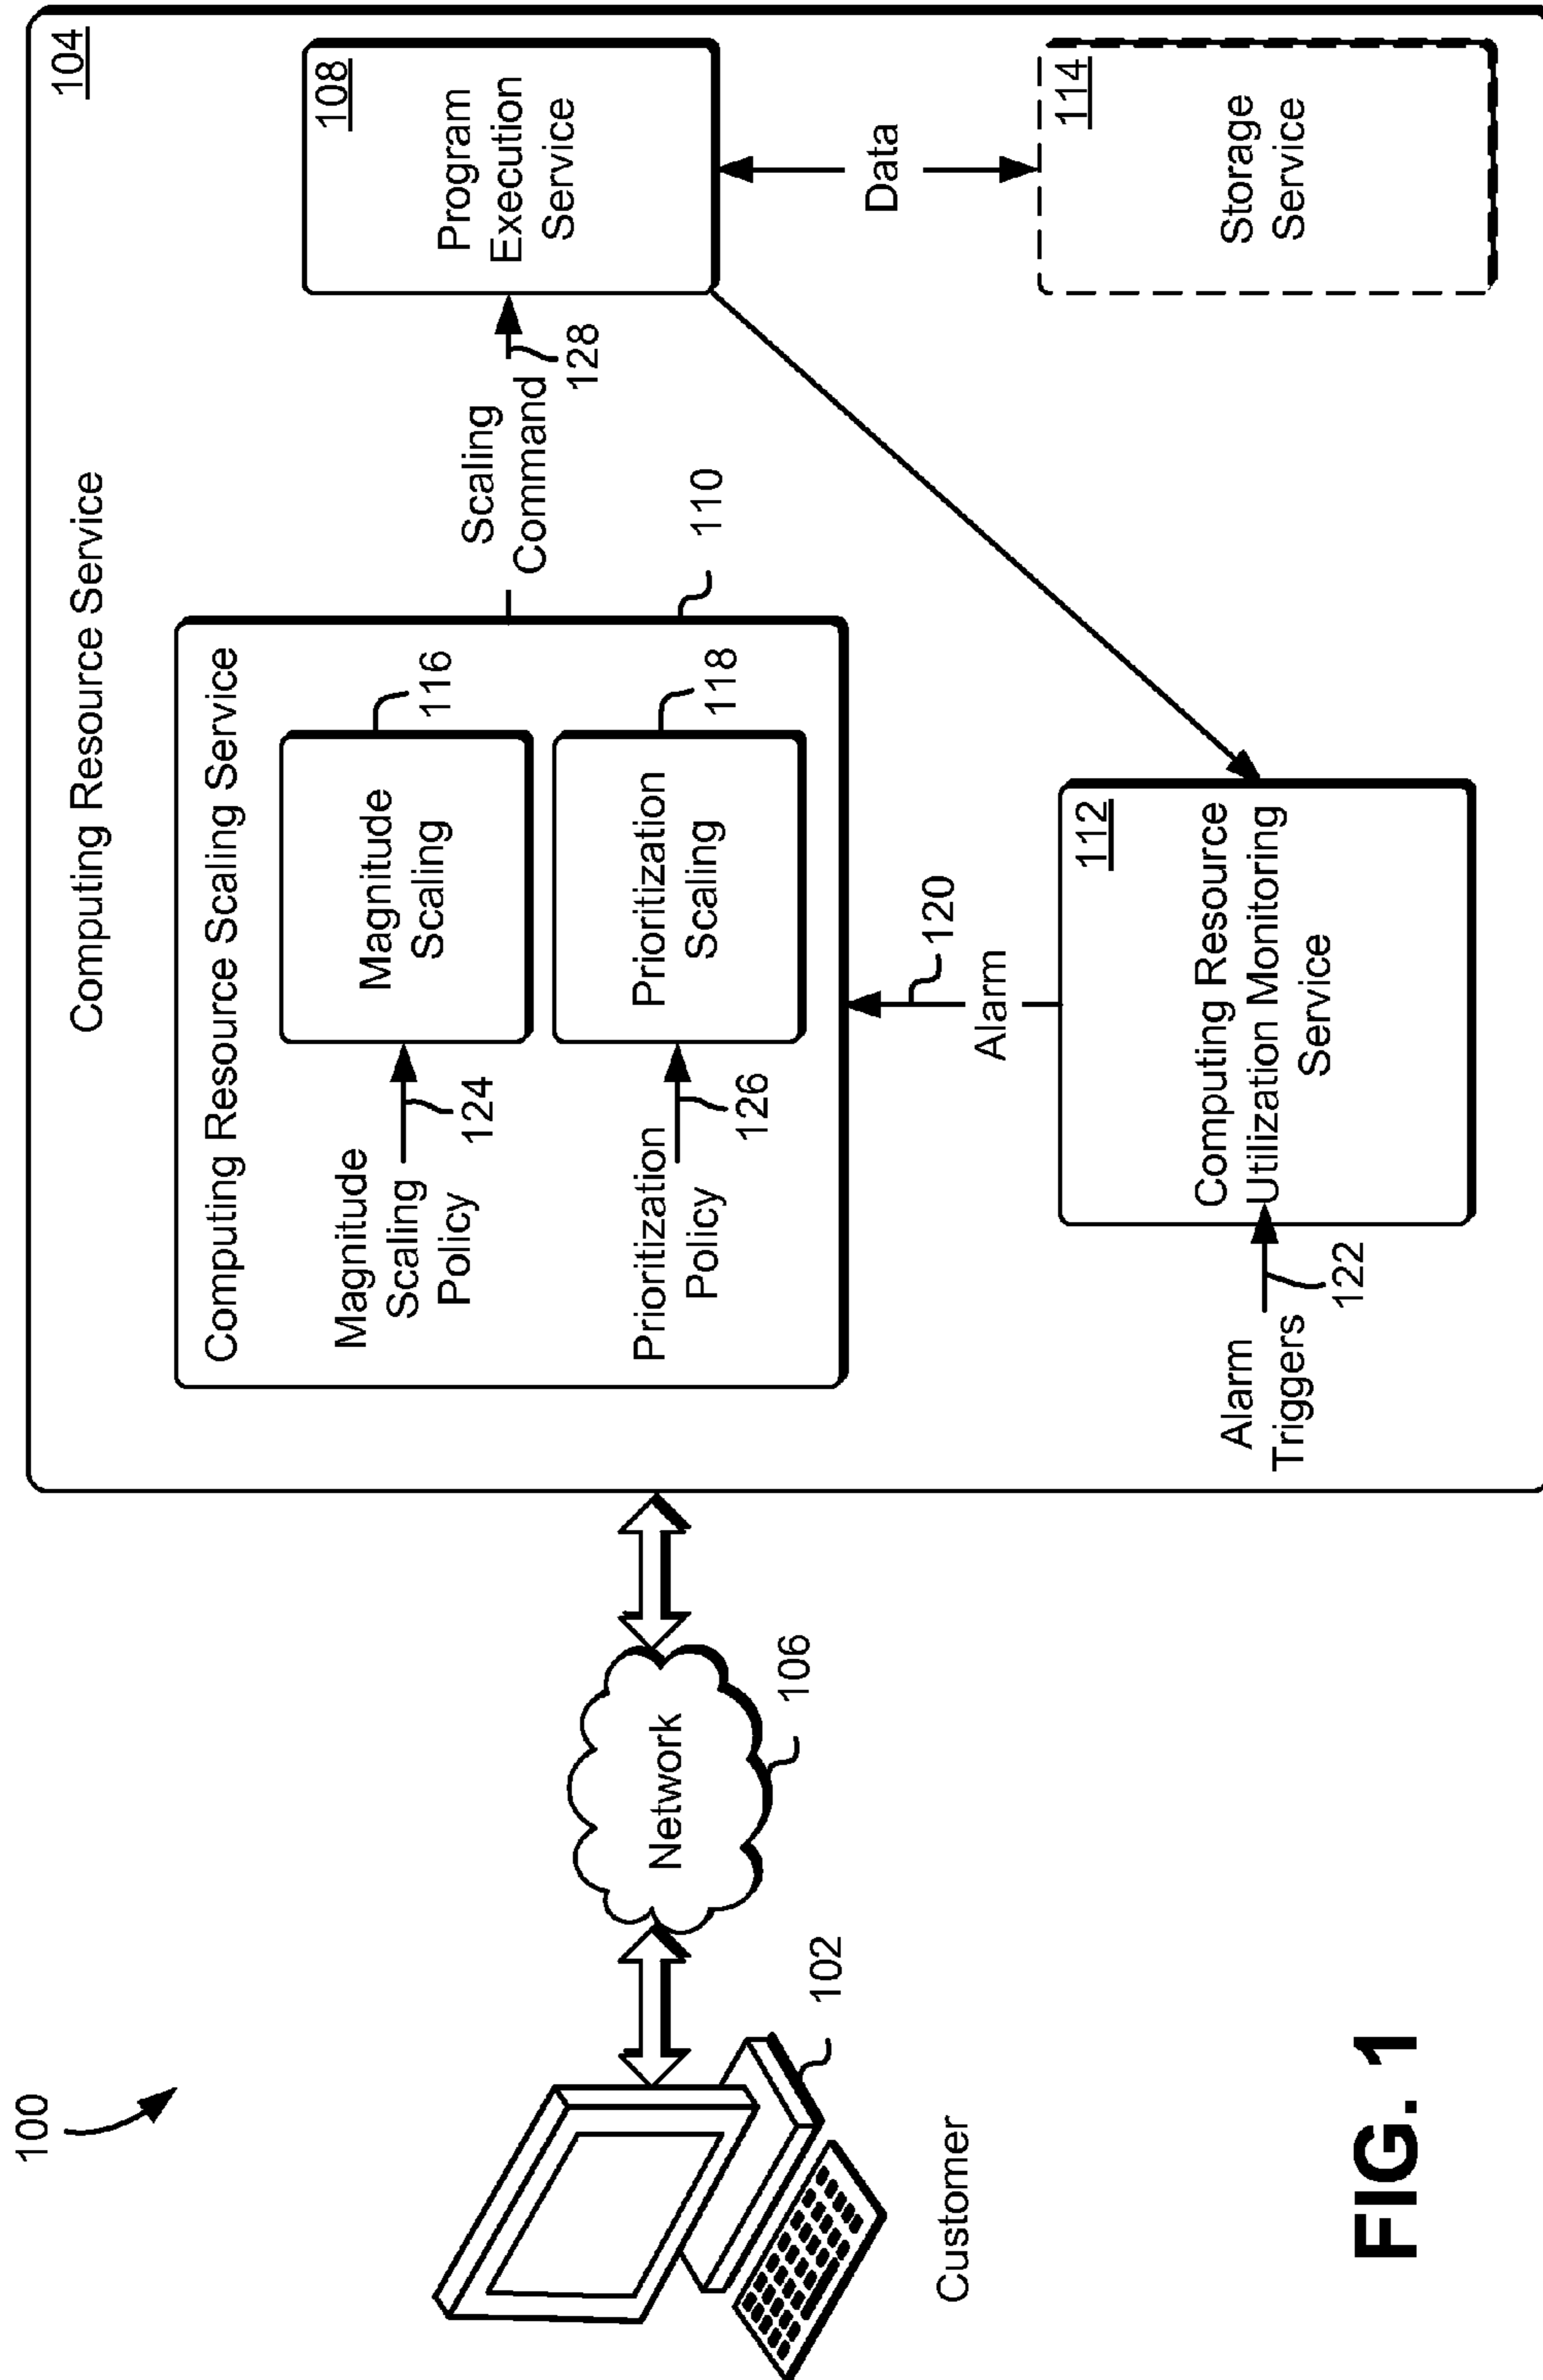 100
Customer
102
Network
106
Computing Resource Service
104
Computing Resource Scaling Service
Magnitude
Scaling
Policy
124
Magnitude
Scaling
116
Prioritization
Policy
126
Prioritization
Scaling
118
110
Scaling
Command
128
108
Program
Execution
Service
Data
114
Storage
Service
Alarm
120
Alarm
Triggers
122
112
Computing Resource
Utilization Monitoring
Service
FIG. 1